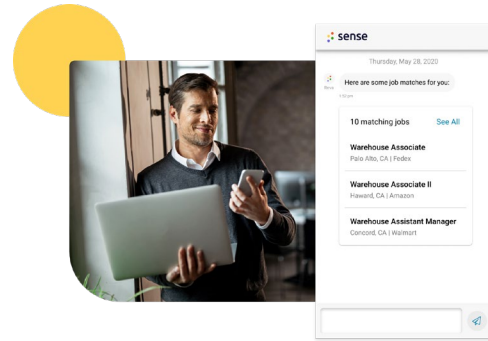 sense
Thursday, May 28, 2020
Here are some job matches for you:
10 matching jobs See All
Warehouse Associate
Palo Alto, CA | Fedex
Warehouse Associate II
Haward, CA | Amazon
Warehouse Assistant Manager
Concord, CA | Walmart